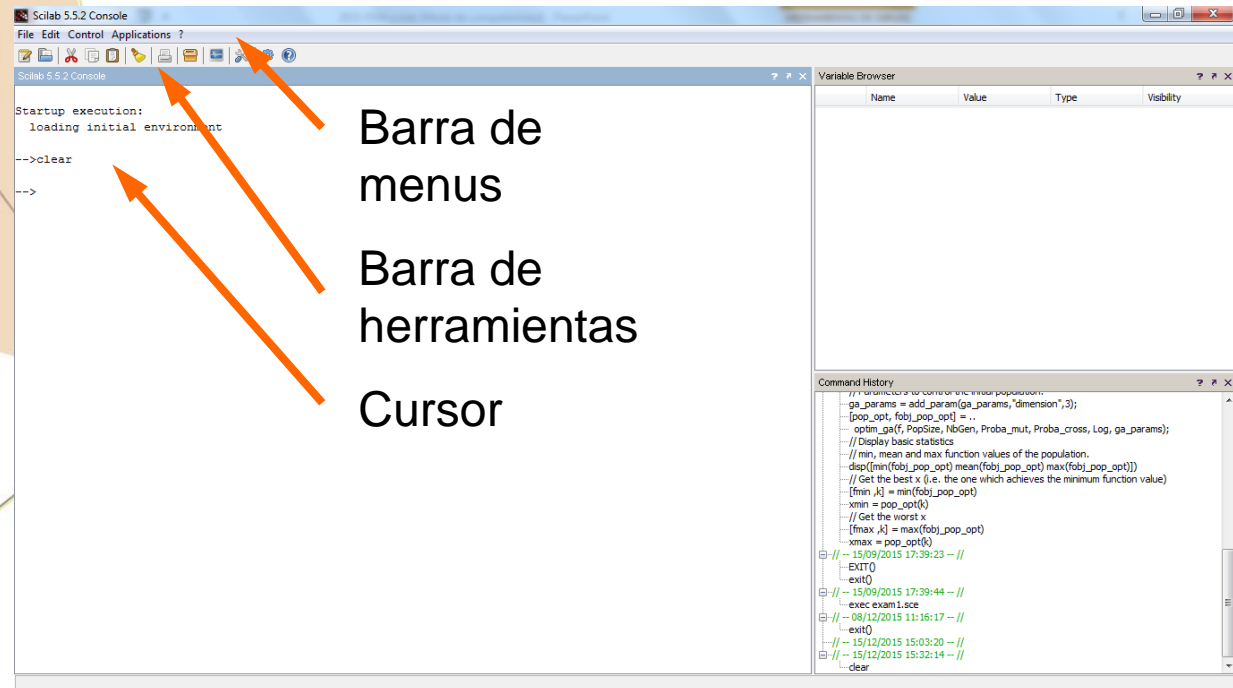 Scilab 5.5.2 Console
File Edit Control Applications ?
Scilab 5.5.2 Console
Startup execution:
loading initial environment
-->clear
-->
Barra de
menus
Barra de
herramientas
Cursor
Variable Browser
Name Value Type Visibility
Command History
// Parameters to control the initial population.
ga_params = add_param(ga_params,"dimension",3);
[pop_opt, fobj_pop_opt] = ..
optim_ga(f, PopSize, NbGen, Proba_mut, Proba_cross, Log, ga_params);
// Display basic statistics
// min, mean and max function values of the population.
disp([min(fobj_pop_opt) mean(fobj_pop_opt) max(fobj_pop_opt)])
// Get the best x (i.e. the one which achieves the minimum function value)
[fmin ,k] = min(fobj_pop_opt)
xmin = pop_opt(k)
// Get the worst x
[fmax ,k] = max(fobj_pop_opt)
xmax = pop_opt(k)
// -- 15/09/2015 17:39:23 -- //
EXIT()
exit()
// -- 15/09/2015 17:39:44 -- //
exec exam1.sce
// -- 08/12/2015 11:16:17 -- //
exit()
// -- 15/12/2015 15:03:20 -- //
// -- 15/12/2015 15:32:14 -- //
clear